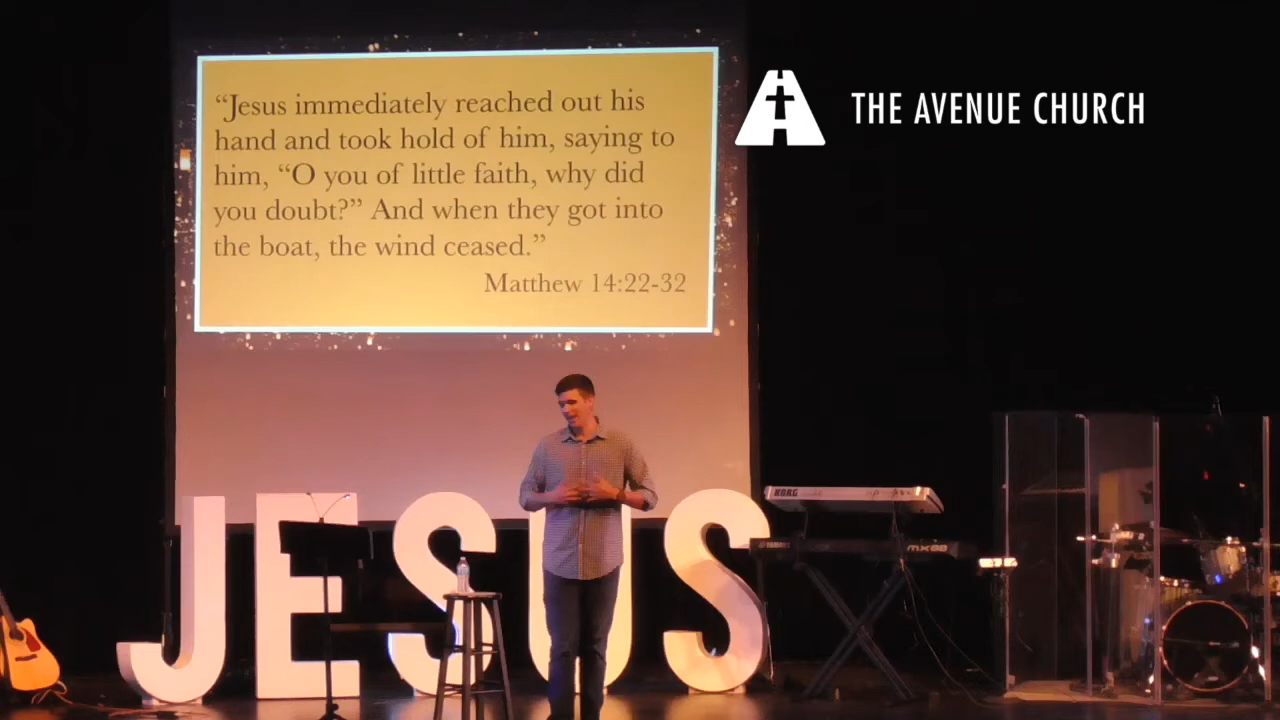 “Jesus immediately reached out his
hand and took hold of him, saying to
him, “O you of little faith, why did
you doubt?” And when they got into
the boat, the wind ceased.”
Matthew 14:22-32
THE AVENUE CHURCH
JESUS
KORG
YAMAHA
MX88